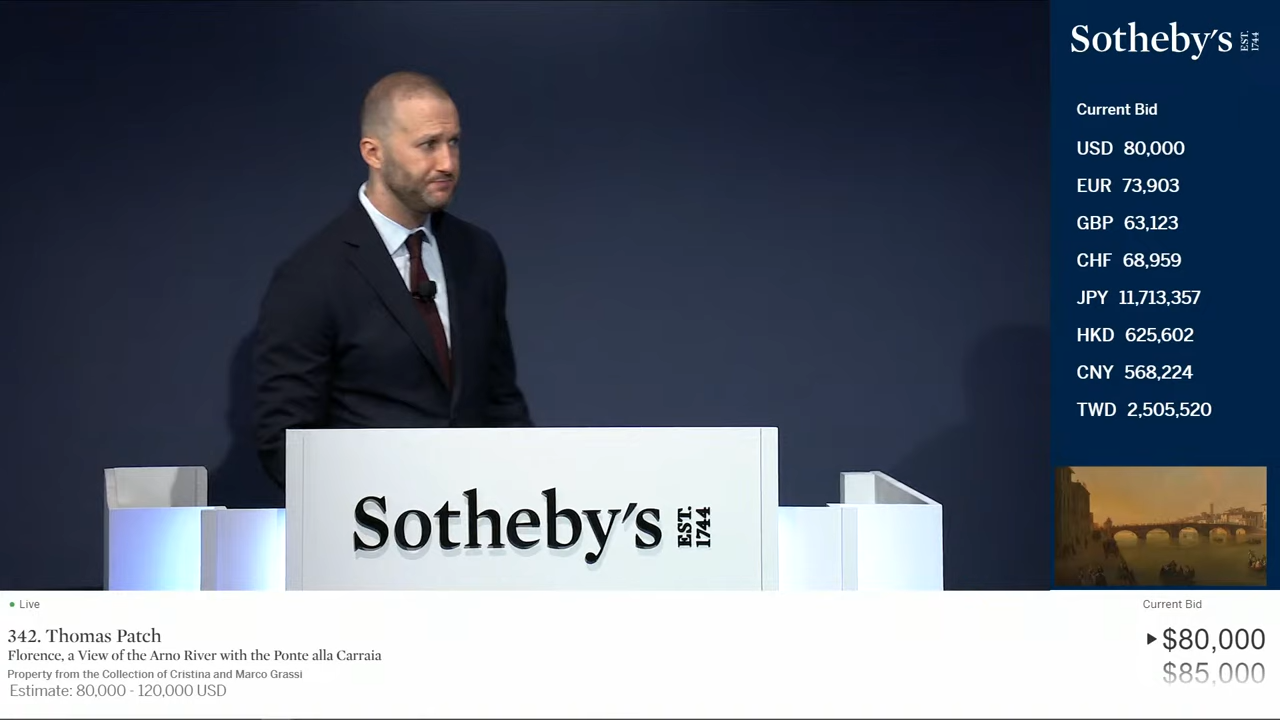 Sotheby's EST. 1744
Current Bid
USD 80,000
EUR 73,903
GBP 63,123
CHF 68,959
JPY 11,713,357
HKD 625,602
CNY 568,224
TWD 2,505,520
Sotheby's EST. 1744
Live
342. Thomas Patch
Florence, a View of the Arno River with the Ponte alla Carraia
Property from the Collection of Cristina and Marco Grassi
Estimate: 80,000 - 120,000 USD
Current Bid
$80,000
$85,000